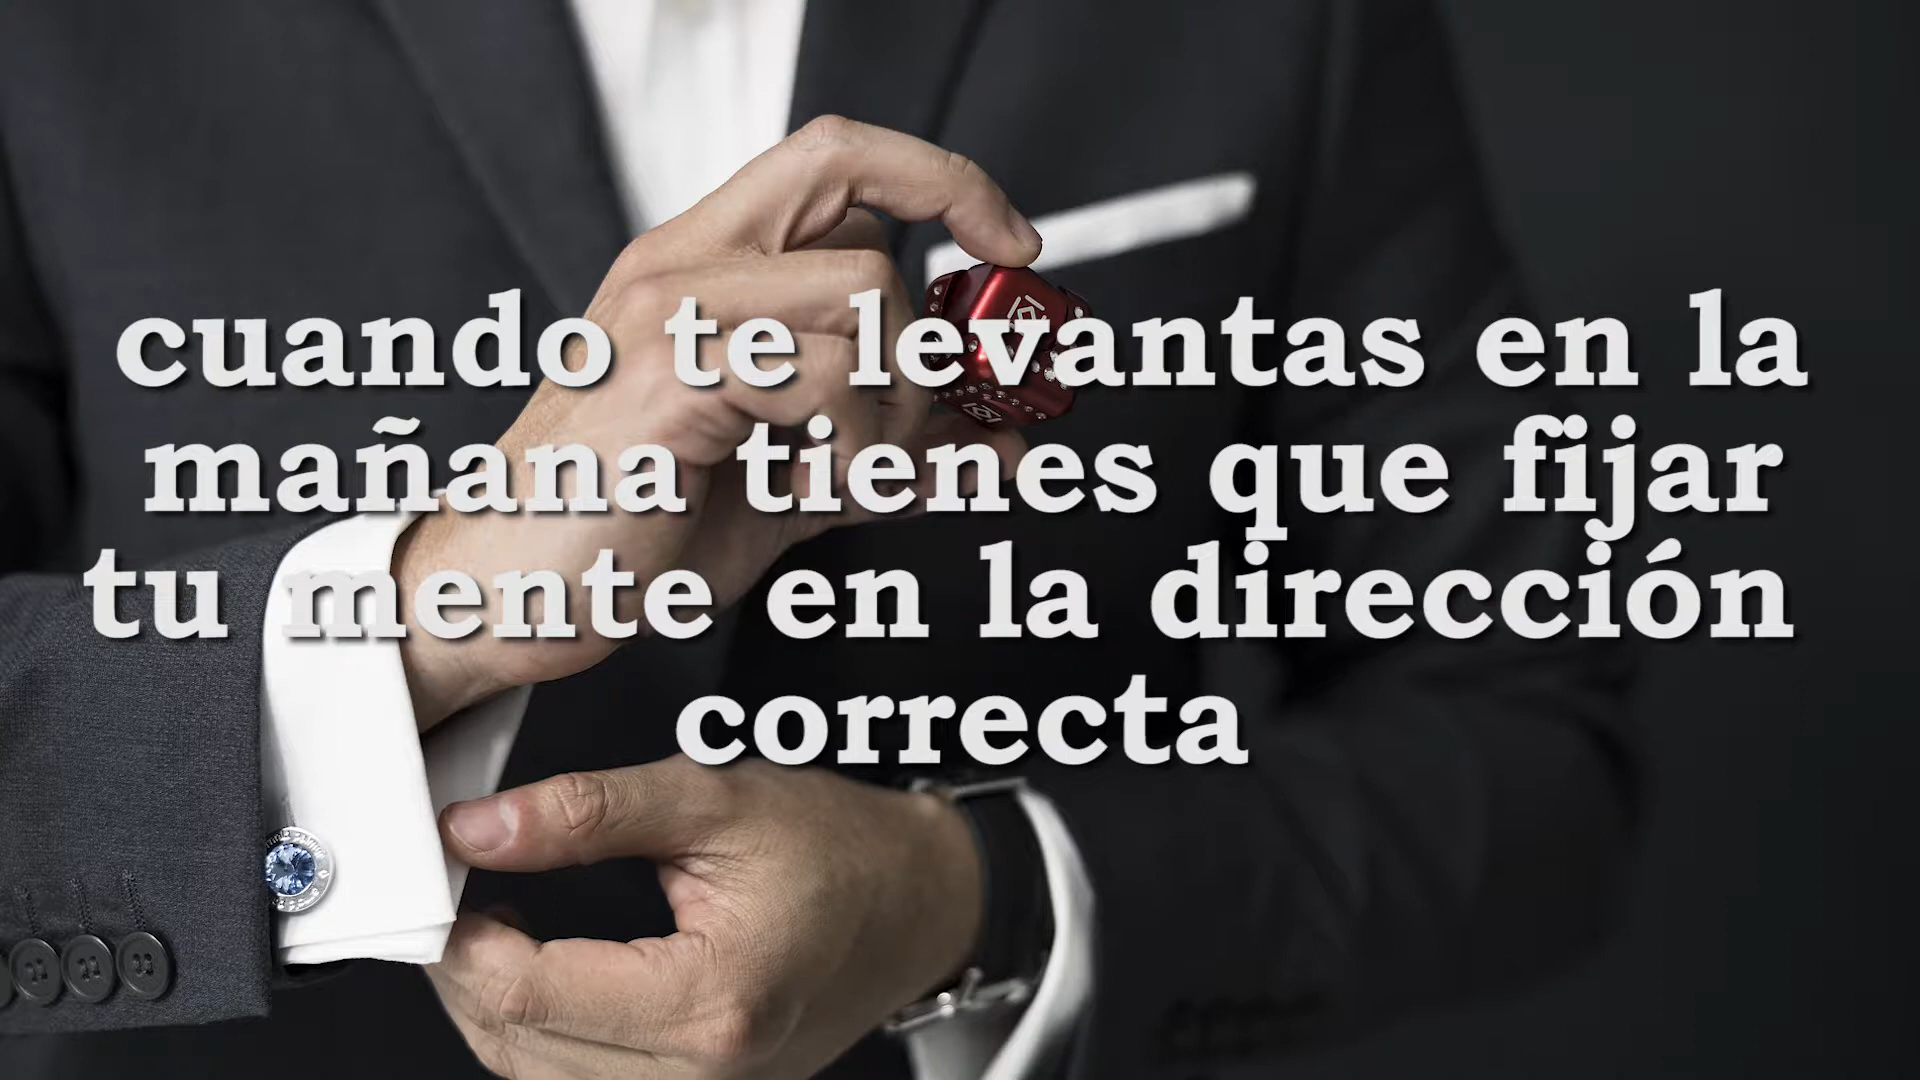 cuando te levantas en la
mañana tienes que fijar
tu mente en la dirección
correcta